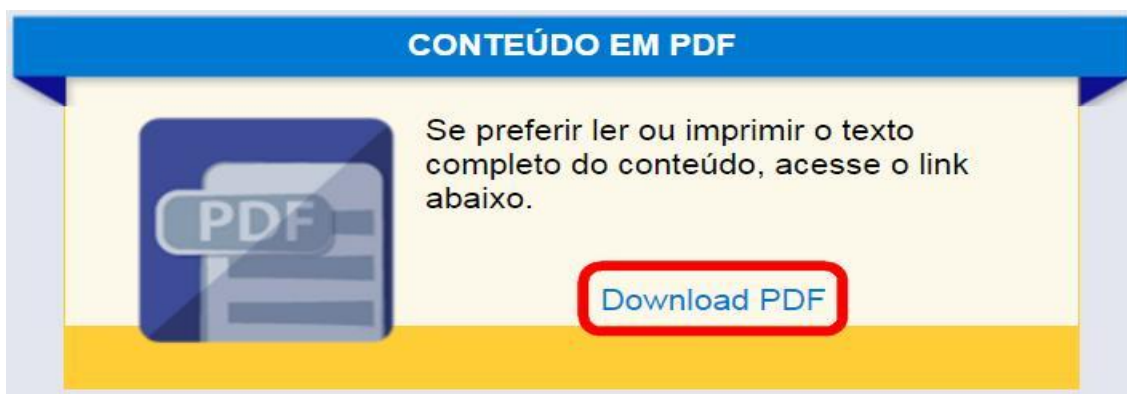 CONTEÚDO EM PDF
Se preferir ler ou imprimir o texto
completo do conteúdo, acesse o link
abaixo.
PDF
Download PDF